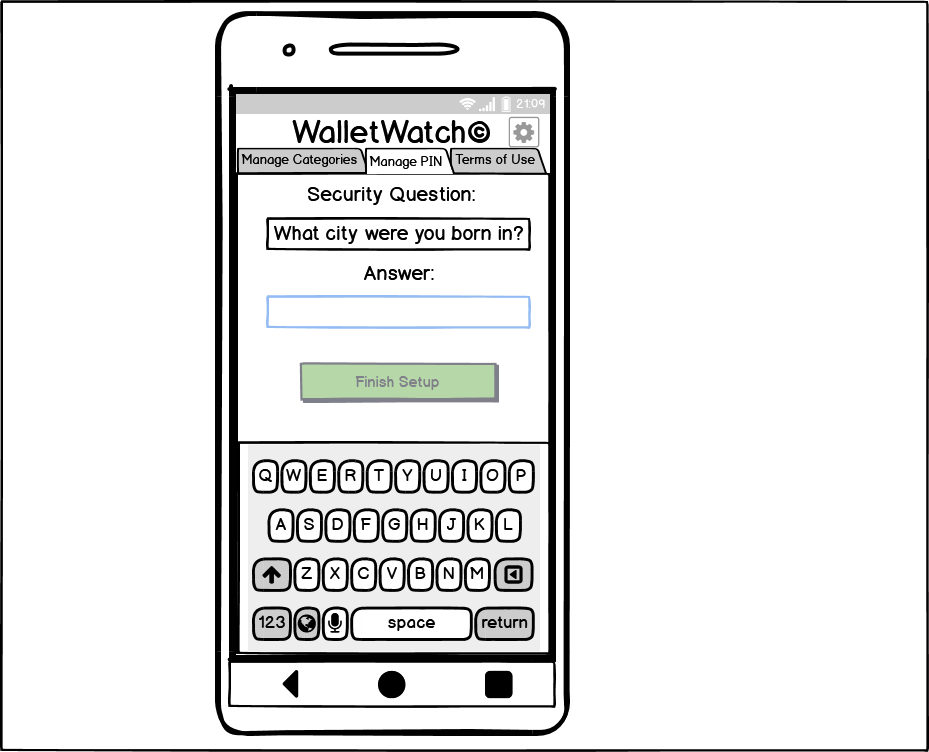 21:09
WalletWatch©
Manage Categories Manage PIN Terms of Use
Security Question:
What city were you born in?
Answer:
Finish Setup
Q W E R T Y U I O P
A S D F G H J K L
Z X C V B N M
123 space return